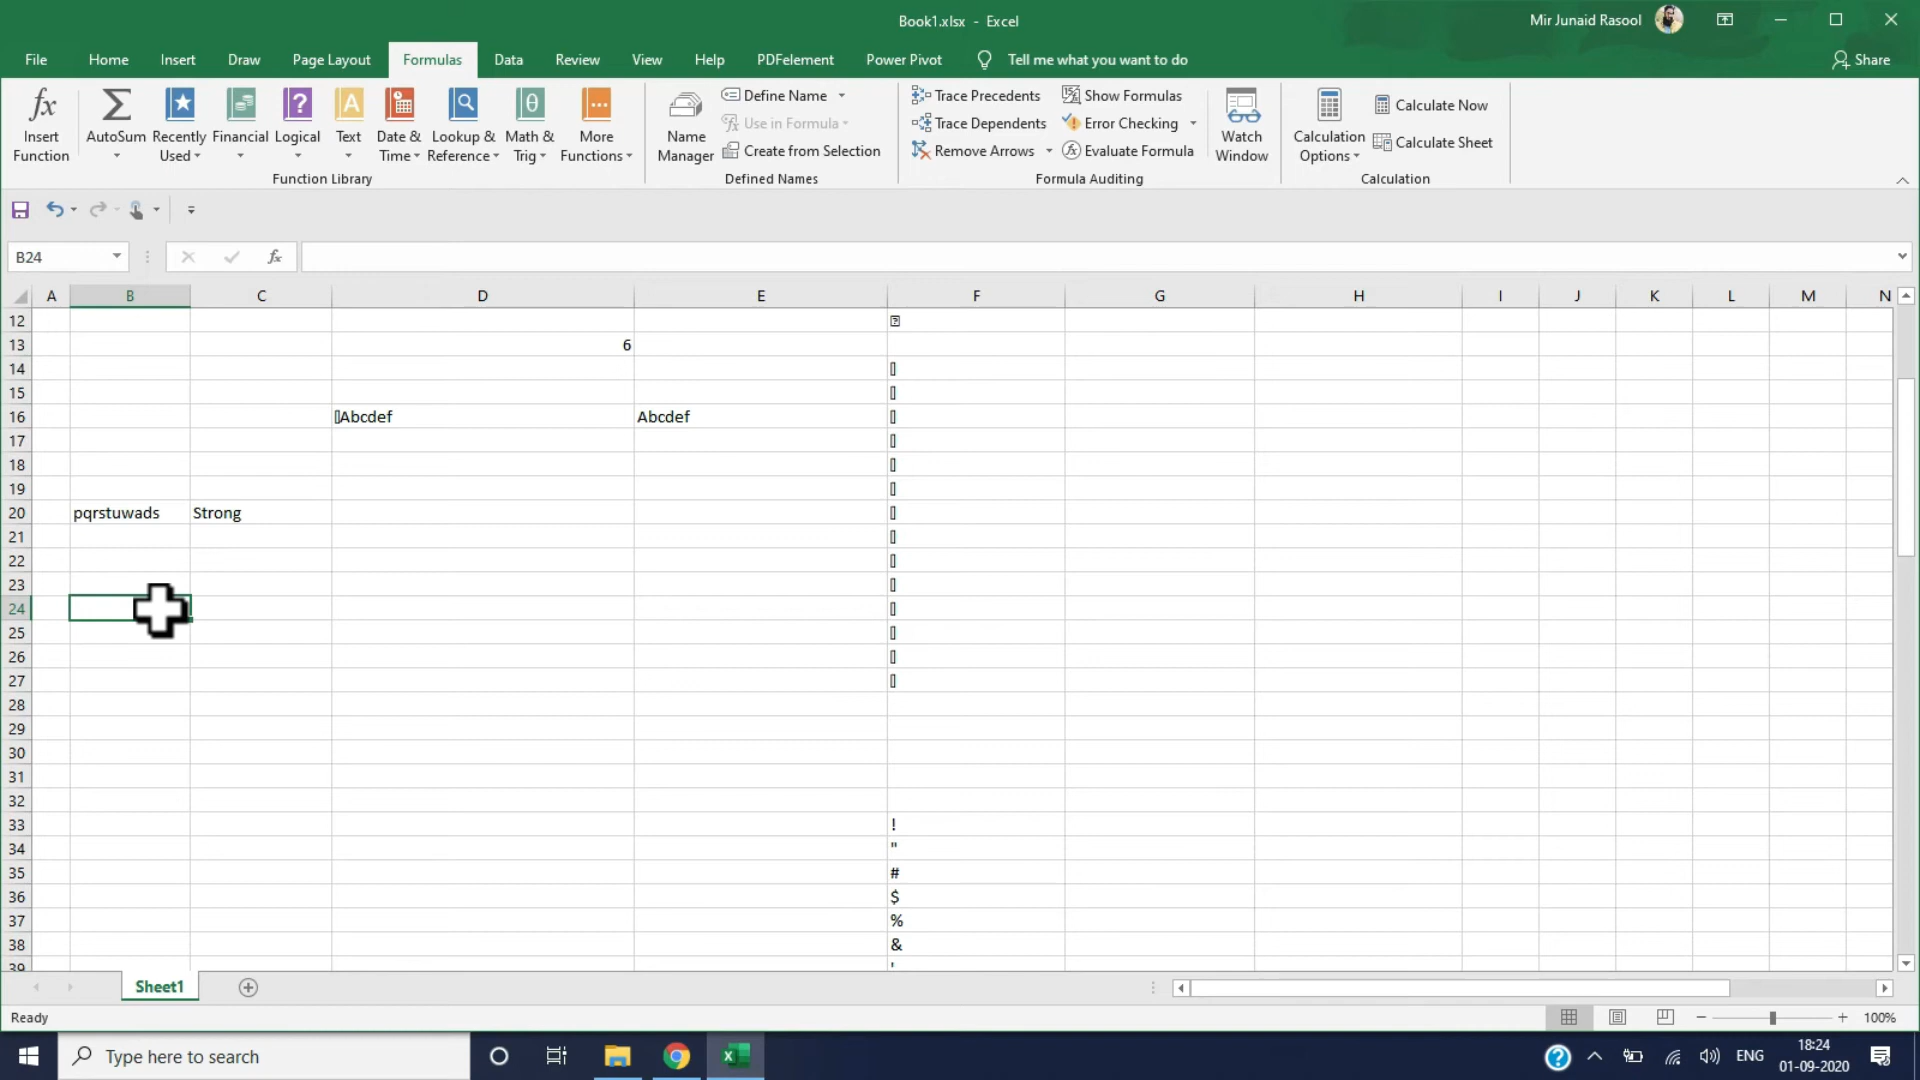 Book1.xlsx - Excel
Mir Junaid Rasool
File Home Insert Draw Page Layout Formulas Data Review View Help PDFelement Power Pivot Tell me what you want to do Share
Insert Function
AutoSum
Recently Used
Financial
Logical
Text
Date & Time
Lookup & Reference
Math & Trig
More Functions
Function Library
Name Manager
Define Name
Use in Formula
Create from Selection
Defined Names
Trace Precedents
Trace Dependents
Remove Arrows
Show Formulas
Error Checking
Evaluate Formula
Watch Window
Formula Auditing
Calculation Options
Calculate Now
Calculate Sheet
Calculation
B24
fx
A B C D E F G H I J K L M N
12
13 6
14
15
16 Abcdef Abcdef
17
18
19
20 pqrstuwads Strong
21
22
23
24
25
26
27
28
29
30
31
32
33 !
34 "
35 #
36 $
37 %
38 &
39 '
Sheet1
Ready
100%
Type here to search
ENG
18:24
01-09-2020